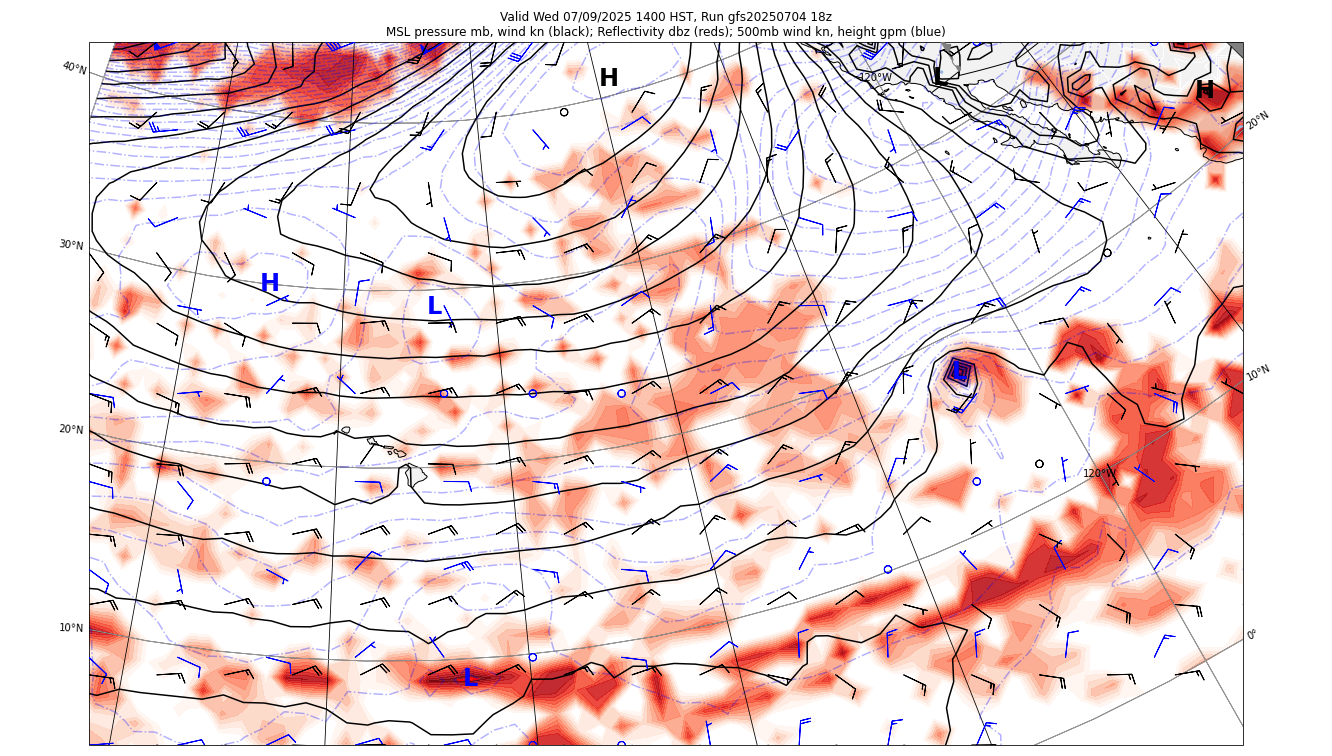 Valid Wed 07/09/2025 1400 HST, Run gfs20250704 18z
MSL pressure mb, wind kn (black); Reflectivity dbz (reds); 500mb wind kn, height gpm (blue)
40°N
H
120°W
L
H
20°N
30°N
H
L
L
10°N
20°N
120°W
10°N
0°
L